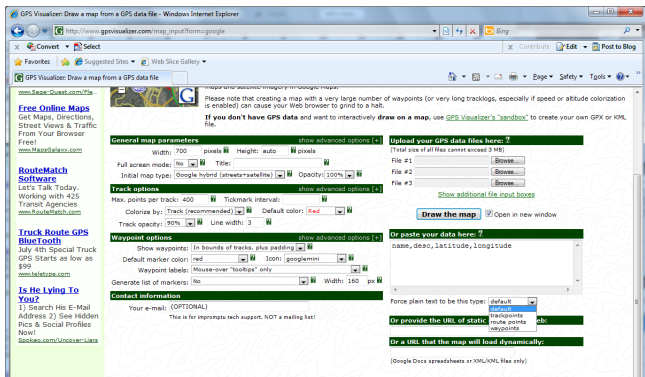 GPS Visualizer: Draw a map from a GPS data file - Windows Internet Explorer
http://www.gpsvisualizer.com/map_input?form=google
Bing
x Convert Select
x Contribute Edit Post to Blog
Favorites Suggested Sites Web Slice Gallery
GPS Visualizer: Draw a map from a GPS data file
Page Safety Tools
www.Sage-Quest.com/Fle...
Free Online Maps
Get Maps, Directions,
Street Views & Traffic
From Your Browser
Free!
www.MapsGalaxy.com
RouteMatch
Software
Let's Talk Today.
Working with 425
Transit Agencies
www.RouteMatch.com
Truck Route GPS
BlueTooth
July 4th Special Truck
GPS Starts as low as
$99
www.teletype.com
Is He Lying To
You?
1) Search His E-Mail
Address 2) See Hidden
Pics & Social Profiles
Now!
Spokeo.com/Uncover-Liars
G
maps and satellite imagery in Google Maps.
Please note that creating a map with a very large number of waypoints (or very long tracklogs, especially if speed or altitude colorization
is enabled) can cause your Web browser to grind to a halt.
If you don't have GPS data and want to interactively draw on a map, use GPS Visualizer's "sandbox" to create your own GPX or KML
file.
General map parameters show advanced options [+]
Width: 700 pixels Height: auto pixels
Full screen mode: No Title:
Initial map type: Google hybrid (streets+satellite) Opacity: 100%
Track options show advanced options [+]
Max. points per track: 400 Tickmark interval:
Colorize by: Track (recommended) Default color: Red
Track opacity: 90% Line width: 3
Waypoint options show advanced options [+]
Show waypoints: In bounds of tracks, plus padding
Default marker color: red Icon: googlemini
Waypoint labels: Mouse-over "tooltips" only
Generate list of markers: No Width: 160 px
Contact information
Your e-mail: (OPTIONAL)
This is for impromptu tech support, NOT a mailing list!
Upload your GPS data files here: ?
(Total size of all files cannot exceed 3 MB)
File #1 Browse...
File #2 Browse...
File #3 Browse...
Show additional file input boxes
Draw the map Open in new window
Or paste your data here: ?
name,desc,latitude,longitude
Force plain text to be this type: default
default
trackpoints
route points
waypoints
Or provide the URL of static
Or a URL that the map will load dynamically:
(Google Docs spreadsheets or XML/KML files only)